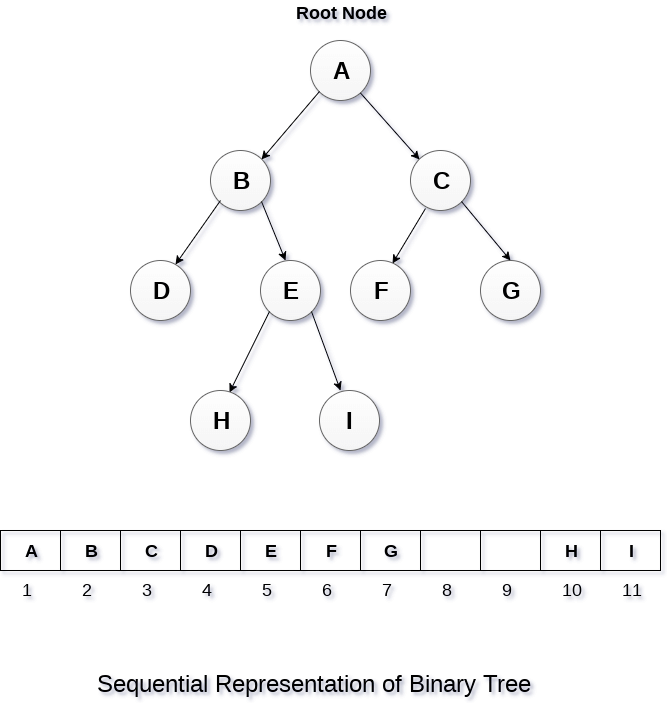 Root Node
A
B C
D E F G
H I
A B C D E F G H I
1 2 3 4 5 6 7 8 9 10 11
Sequential Representation of Binary Tree